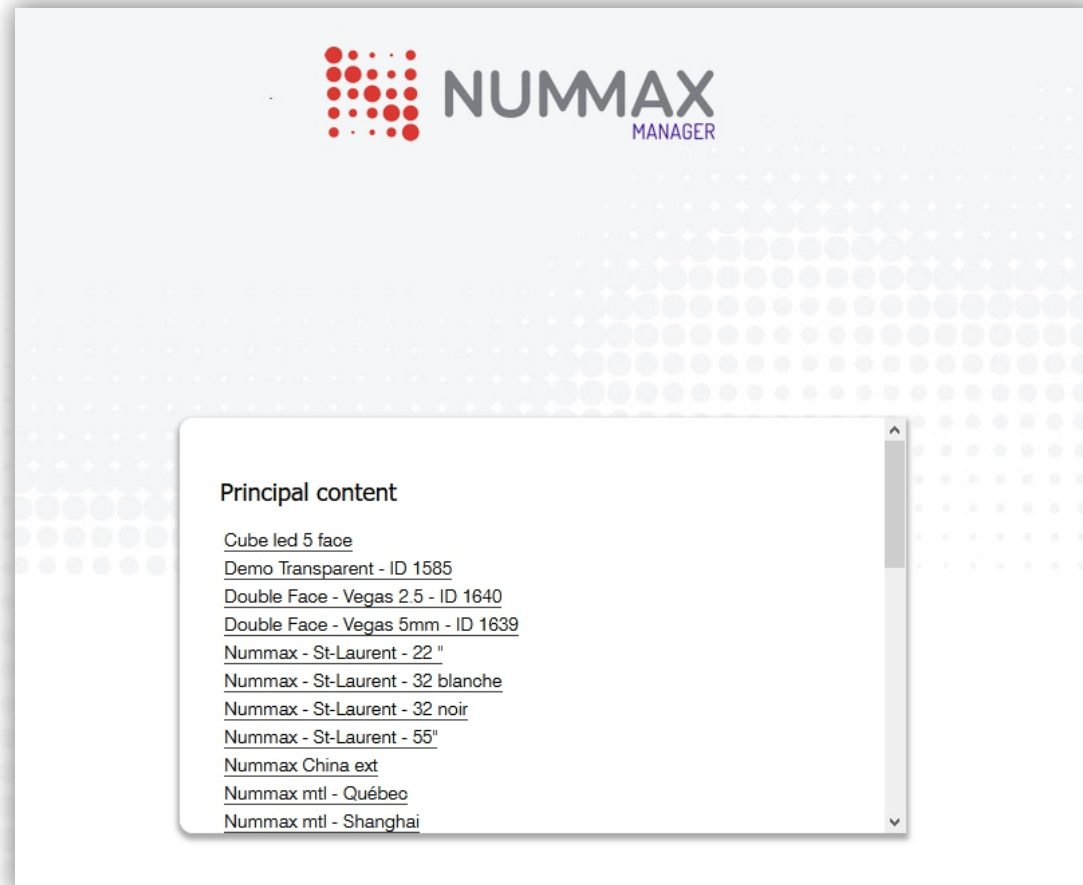 NUMMAX
MANAGER
Principal content
Cube led 5 face
Demo Transparent - ID 1585
Double Face - Vegas 2.5 - ID 1640
Double Face - Vegas 5mm - ID 1639
Nummax - St-Laurent - 22 "
Nummax - St-Laurent - 32 blanche
Nummax - St-Laurent - 32 noir
Nummax - St-Laurent - 55"
Nummax China ext
Nummax mtl - Québec
Nummax mtl - Shanghai